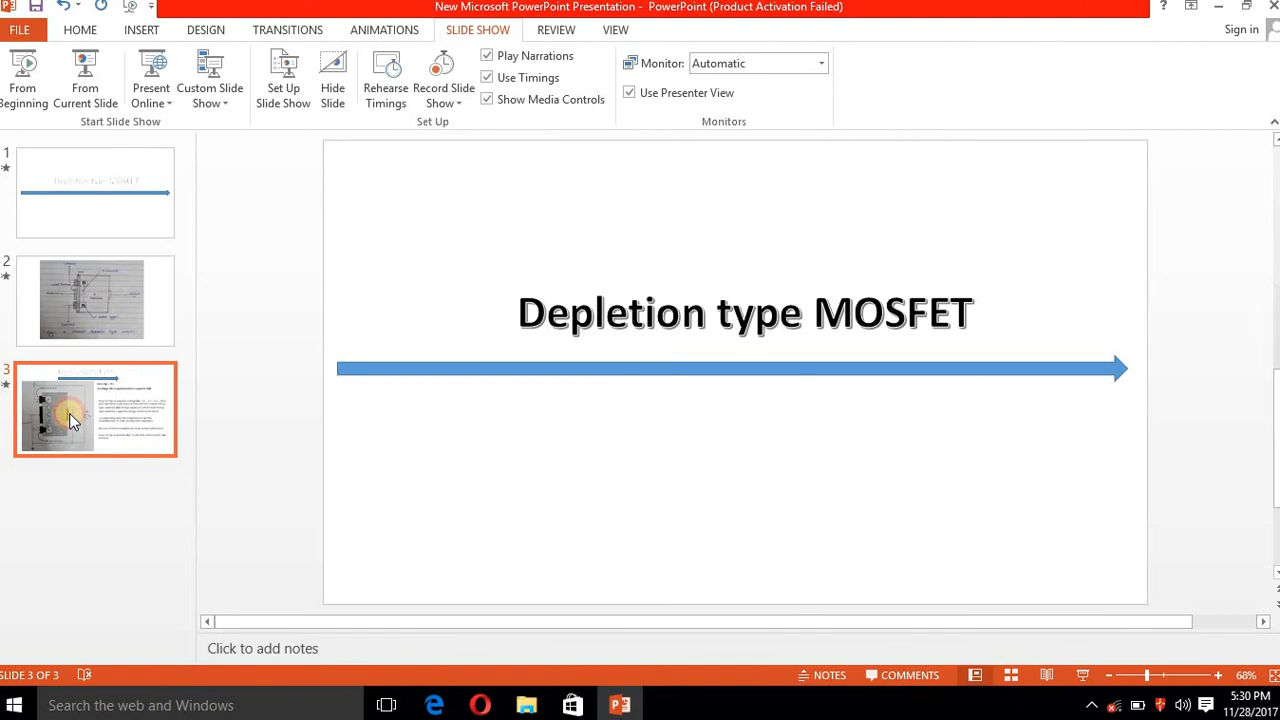 New Microsoft PowerPoint Presentation - PowerPoint (Product Activation Failed)
?
FILE HOME INSERT DESIGN TRANSITIONS ANIMATIONS SLIDE SHOW REVIEW VIEW Sign in
From Beginning
From Current Slide
Present Online
Custom Slide Show
Set Up Slide Show
Hide Slide
Rehearse Timings
Record Slide Show
Play Narrations
Use Timings
Show Media Controls
Monitor: Automatic
Use Presenter View
Start Slide Show
Set Up
Monitors
1
Depletion type MOSFET
2
3
Depletion type MOSFET
Click to add notes
SLIDE 3 OF 3
NOTES
COMMENTS
68%
Search the web and Windows
5:30 PM
11/28/2017